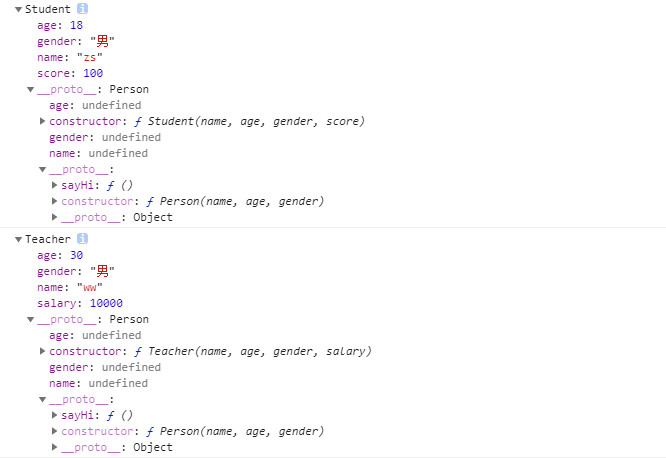 Student i
age: 18
gender: "男"
name: "zs"
score: 100
__proto__: Person
age: undefined
constructor: ƒ Student(name, age, gender, score)
gender: undefined
name: undefined
__proto__:
sayHi: ƒ ()
constructor: ƒ Person(name, age, gender)
__proto__: Object
Teacher i
age: 30
gender: "男"
name: "ww"
salary: 10000
__proto__: Person
age: undefined
constructor: ƒ Teacher(name, age, gender, salary)
gender: undefined
name: undefined
__proto__:
sayHi: ƒ ()
constructor: ƒ Person(name, age, gender)
__proto__: Object